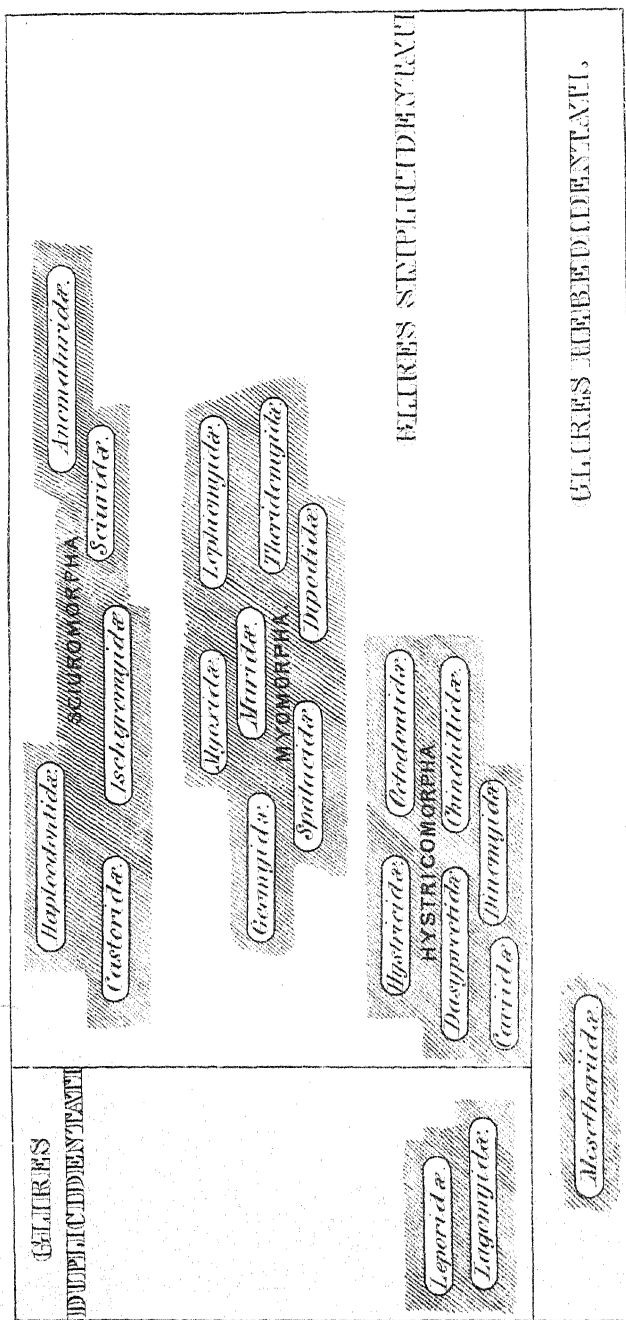 GLIRES
DUPLICIDENTATI
Leporidæ
Lagomyidæ
SCIUROMORPHA
Haploodontidæ
Anomaluridæ.
Sciuridæ.
Castoridæ
Ischyromyidæ
MYOMORPHA.
Myoxidæ
Lophiomyidæ.
Muridæ.
Geomyidæ.
Theridomyidæ
Spalacidæ
Dipodidæ
GLIRES SIMPLICIDENTATI
HYSTRICOMORPHA
Hystricidæ.
Octodontidæ
Dasyproctidæ
Chinchillidæ.
Dinomyidæ
Caviidæ
GLIRES HEBEDIDENTATI.
Mesotheriidæ.